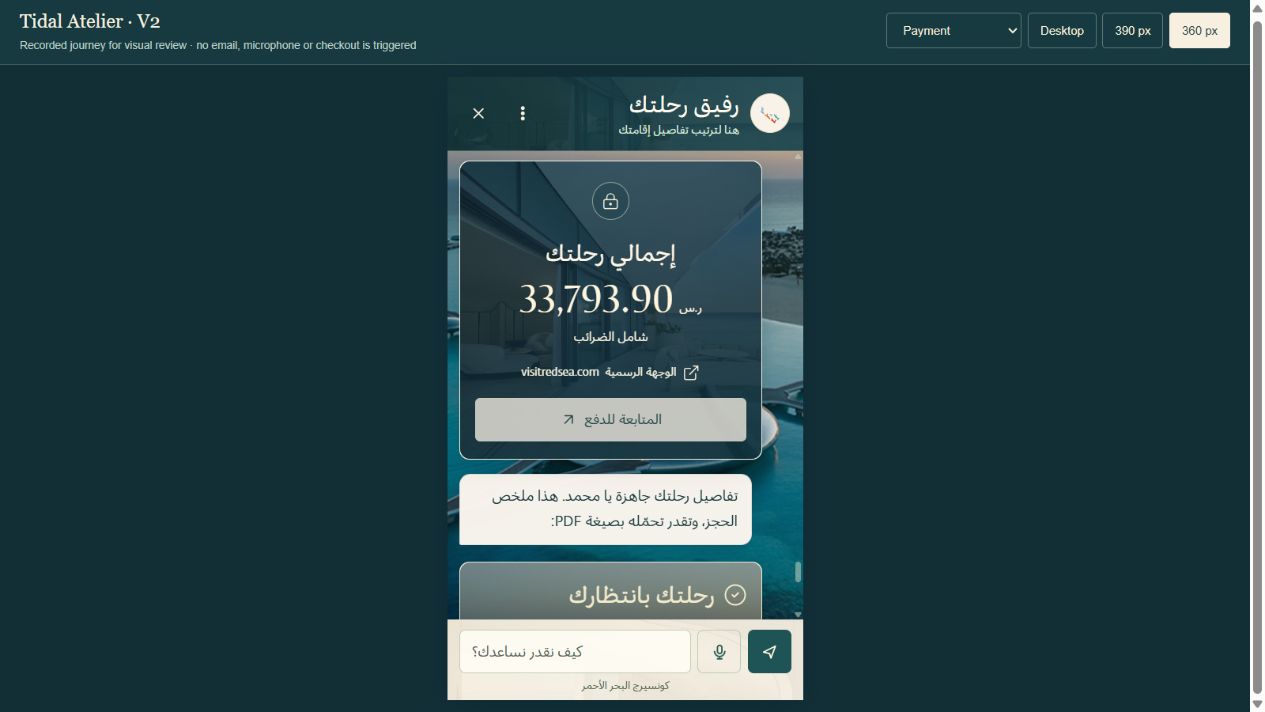 Tidal Atelier · V2
Recorded journey for visual review · no email, microphone or checkout is triggered
Payment
Desktop
390 px
360 px
رفيق رحلتك
هنا لترتيب تفاصيل إقامتك
إجمالي رحلتك
33,793.90 ر.س
شامل الضرائب
الوجهة الرسمية visitredsea.com
المتابعة للدفع
تفاصيل رحلتك جاهزة يا محمد. هذا ملخص
الحجز، وتقدر تحمّله بصيغة PDF:
رحلتك بانتظارك
كيف نقدر نساعدك؟
كونسيرج البحر الأحمر